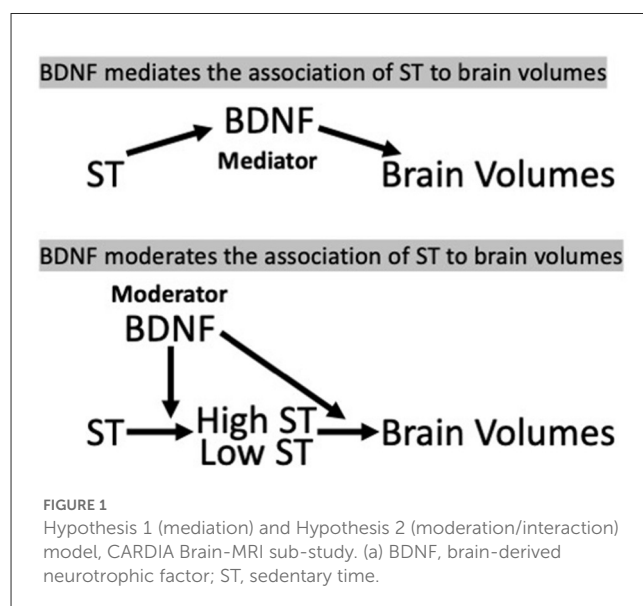 BDNF mediates the association of ST to brain volumes
BDNF
Mediator
ST
Brain Volumes
BDNF moderates the association of ST to brain volumes
Moderator
BDNF
ST
High ST
Low ST
Brain Volumes
FIGURE 1
Hypothesis 1 (mediation) and Hypothesis 2 (moderation/interaction)
model, CARDIA Brain-MRI sub-study. (a) BDNF, brain-derived
neurotrophic factor; ST, sedentary time.